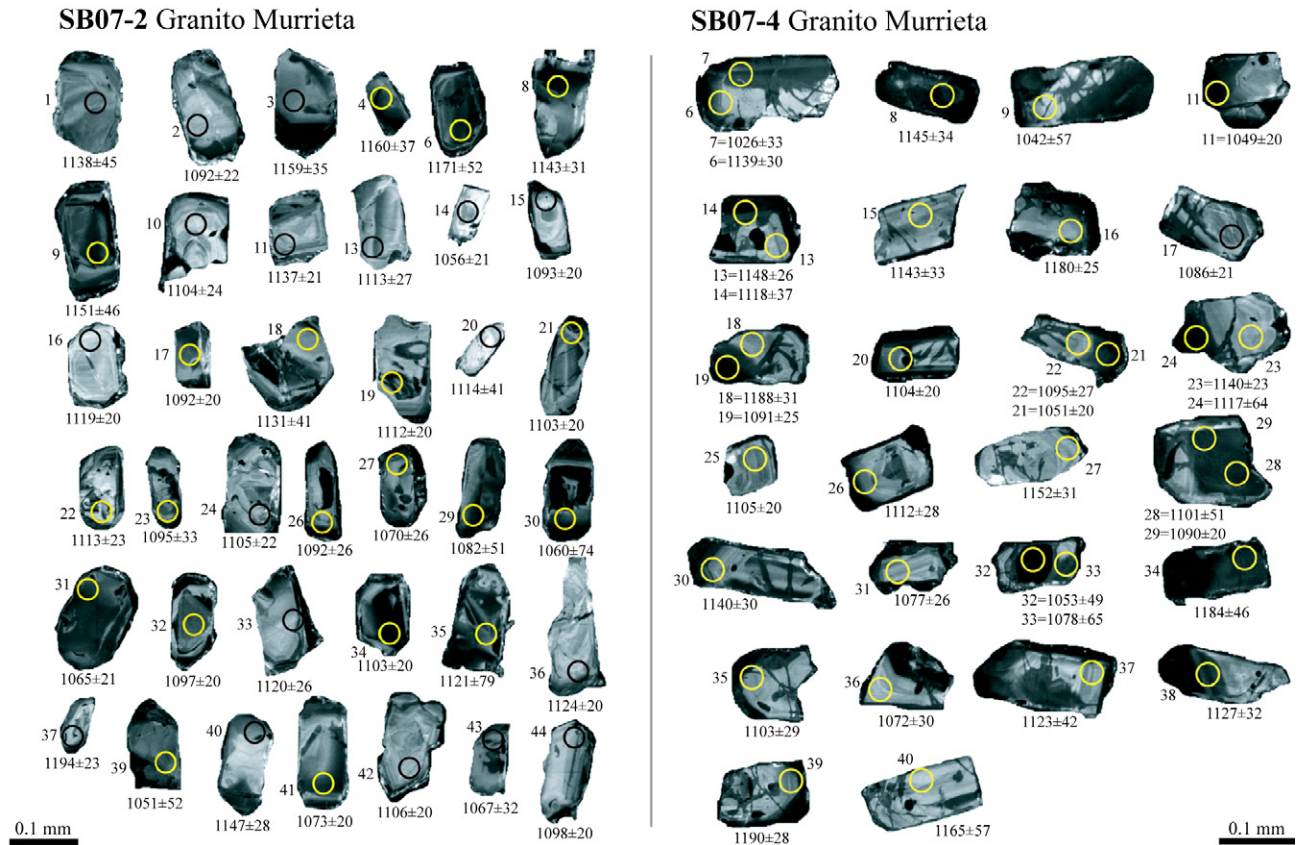 SB07-2 Granito Murrieta
1 2 3 4 6 8
1138±45 1092±22 1159±35 1160±37 1171±52 1143±31
9 10 11 13 14 15
1151±46 1104±24 1137±21 1113±27 1056±21 1093±20
16 17 18 19 20 21
1119±20 1092±20 1131±41 1112±20 1114±41 1103±20
22 23 24 26 27 29 30
1113±23 1095±33 1105±22 1092±26 1070±26 1082±51 1060±74
31 32 33 34 35 36
1065±21 1097±20 1120±26 1103±20 1121±79 1124±20
37 39 40 41 42 43 44
1194±23 1051±52 1147±28 1073±20 1106±20 1067±32 1098±20
0.1 mm
SB07-4 Granito Murrieta
7 6 8 9 11
7=1026±33 1145±34 1042±57 11=1049±20
6=1139±30
14 13 15 16 17
13=1148±26 1143±33 1180±25 1086±21
14=1118±37
18 19 20 22 21 24 23
18=1188±31 1104±20 22=1095±27 23=1140±23
19=1091±25 21=1051±20 24=1117±64
25 26 27 29 28
1105±20 1112±28 1152±31 28=1101±51
29=1090±20
30 31 32 33 34
1140±30 1077±26 32=1053±49 1184±46
33=1078±65
35 36 37 38
1103±29 1072±30 1123±42 1127±32
39 40
1190±28 1165±57
0.1 mm